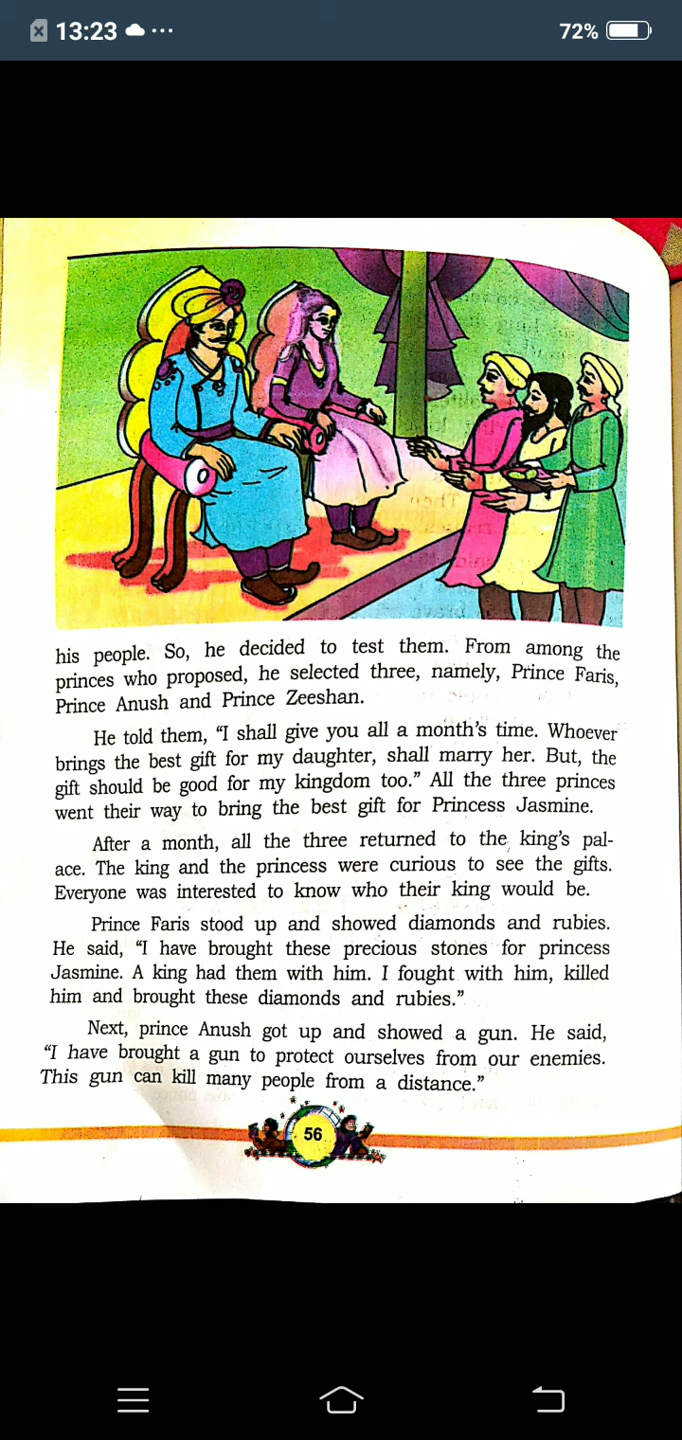 13:23
72%
his people. So, he decided to test them. From among the
princes who proposed, he selected three, namely, Prince Faris,
Prince Anush and Prince Zeeshan.
He told them, “I shall give you all a month’s time. Whoever
brings the best gift for my daughter, shall marry her. But, the
gift should be good for my kingdom too.” All the three princes
went their way to bring the best gift for Princess Jasmine.
After a month, all the three returned to the king’s pal-
ace. The king and the princess were curious to see the gifts.
Everyone was interested to know who their king would be.
Prince Faris stood up and showed diamonds and rubies.
He said, “I have brought these precious stones for princess
Jasmine. A king had them with him. I fought with him, killed
him and brought these diamonds and rubies.”
Next, prince Anush got up and showed a gun. He said,
“I have brought a gun to protect ourselves from our enemies.
This gun can kill many people from a distance.”
56